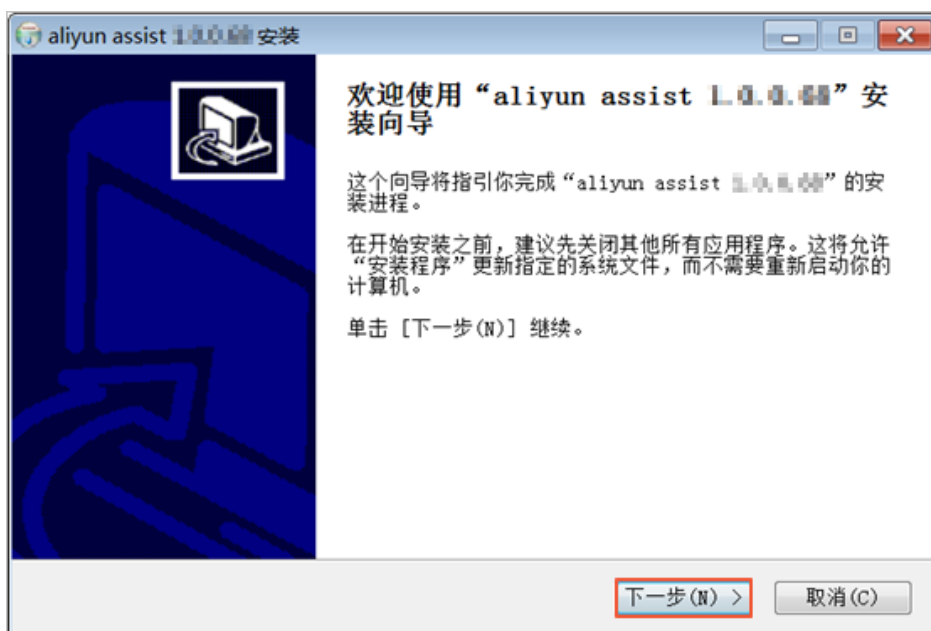 aliyun assist 安装
欢迎使用“aliyun assist ”安
装向导
这个向导将指引你完成“aliyun assist ”的安
装进程。
在开始安装之前，建议先关闭其他所有应用程序。这将允许
“安装程序”更新指定的系统文件，而不需要重新启动你的
计算机。
单击 [下一步(N)] 继续。
下一步(N) >
取消(C)